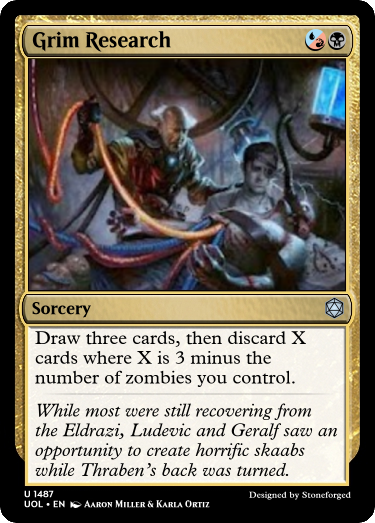 Grim Research
Sorcery
Draw three cards, then discard X
cards where X is 3 minus the
number of zombies you control.
While most were still recovering from
the Eldrazi, Ludevic and Geralf saw an
opportunity to create horrific skaabs
while Thraben's back was turned.
U 1487
Designed by Stoneforged
UOL • EN Aaron Miller & Karla Ortiz